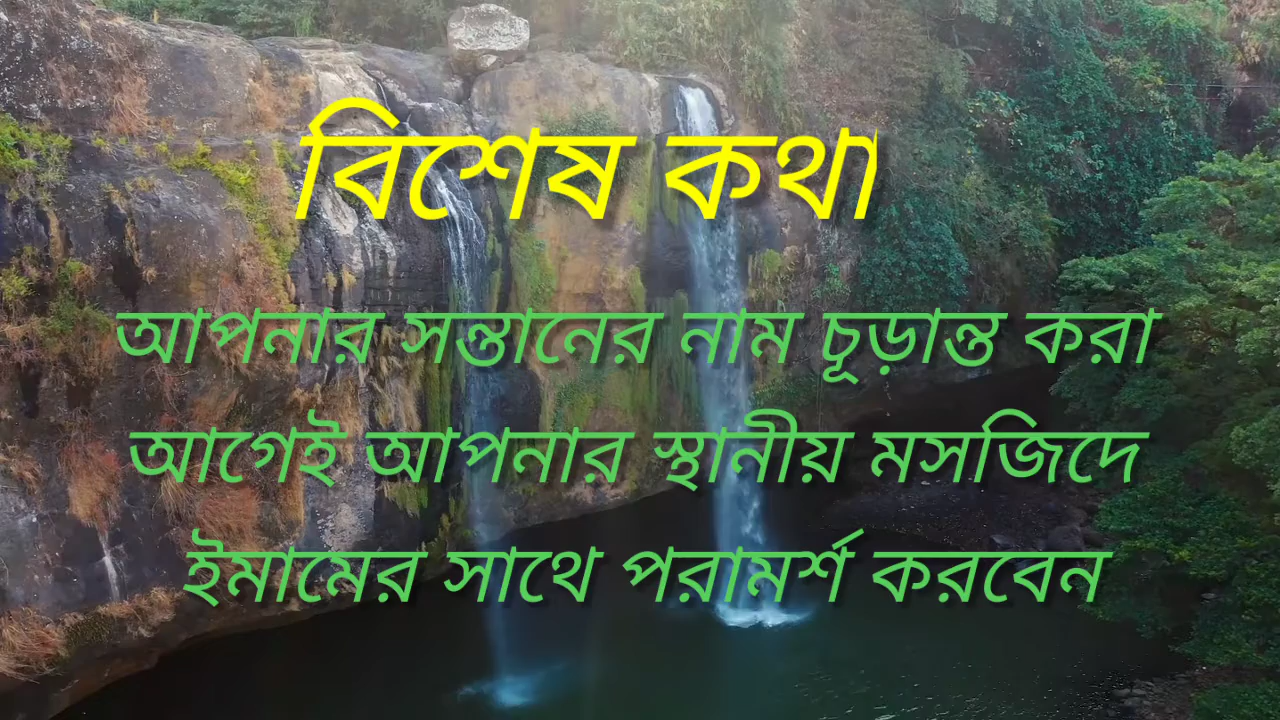 বিশেষ কথা
আপনার সন্তানের নাম চূড়ান্ত করা
আগেই আপনার স্থানীয় মসজিদে
ইমামের সাথে পরামর্শ করবেন